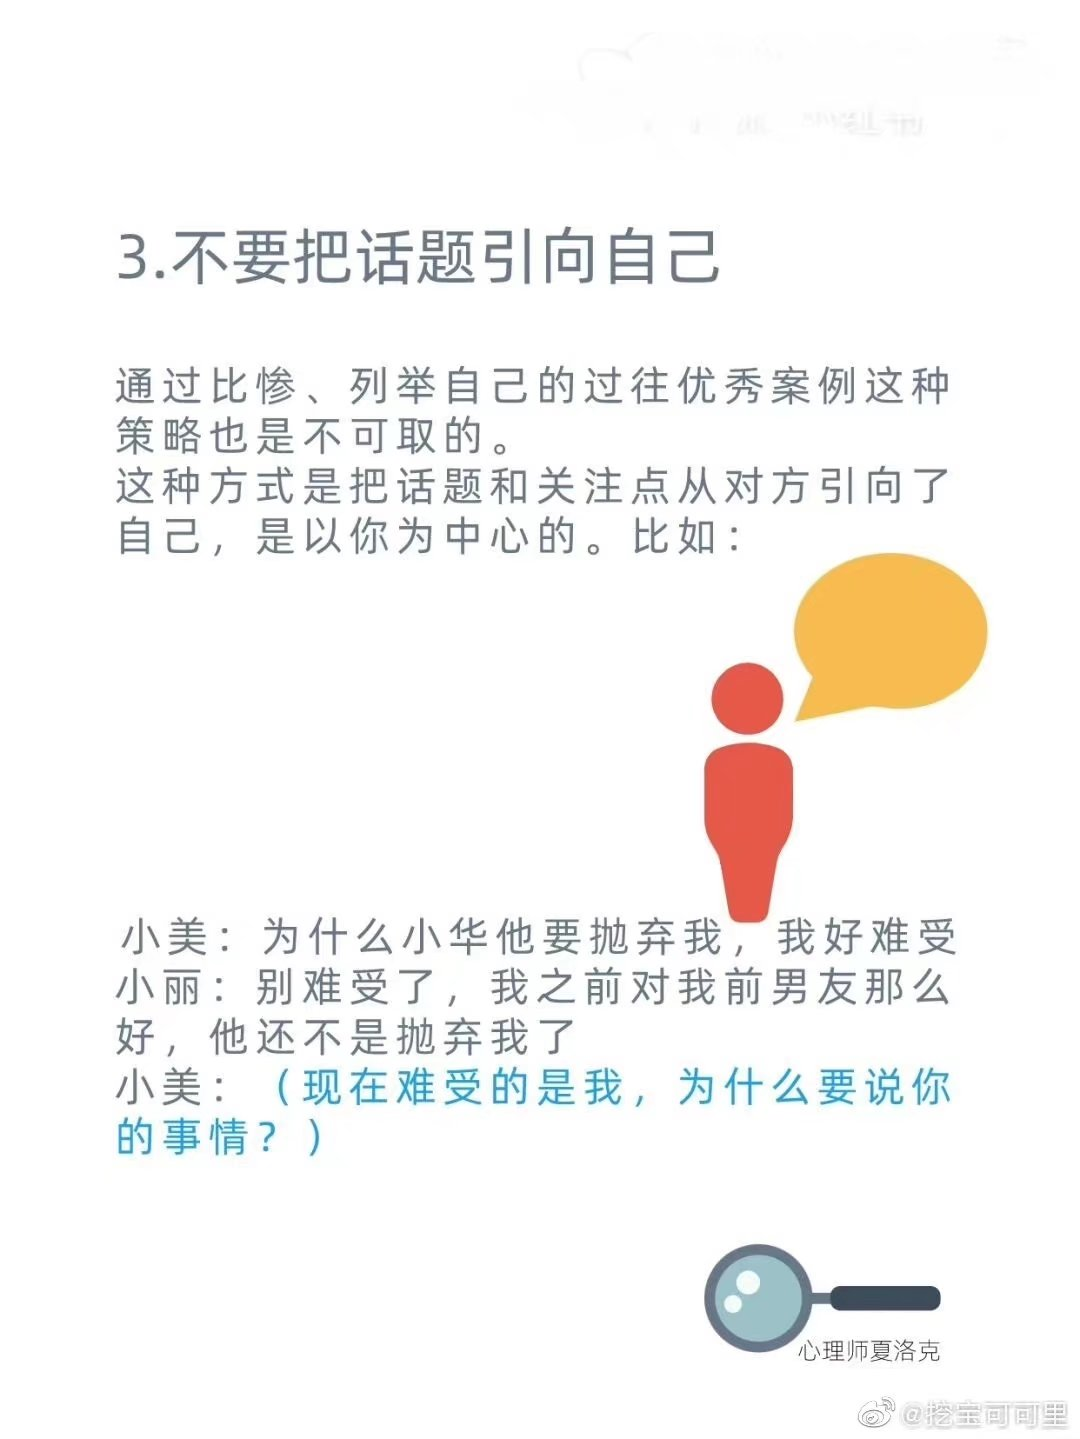 3.不要把话题引向自己
通过比惨、列举自己的过往优秀案例这种
策略也是不可取的。
这种方式是把话题和关注点从对方引向了
自己，是以你为中心的。比如：
小美：为什么小华他要抛弃我，我好难受
小丽：别难受了，我之前对我前男友那么
好，他还不是抛弃我了
小美：（现在难受的是我，为什么要说你
的事情？）
心理师夏洛克
@挖宝可可里